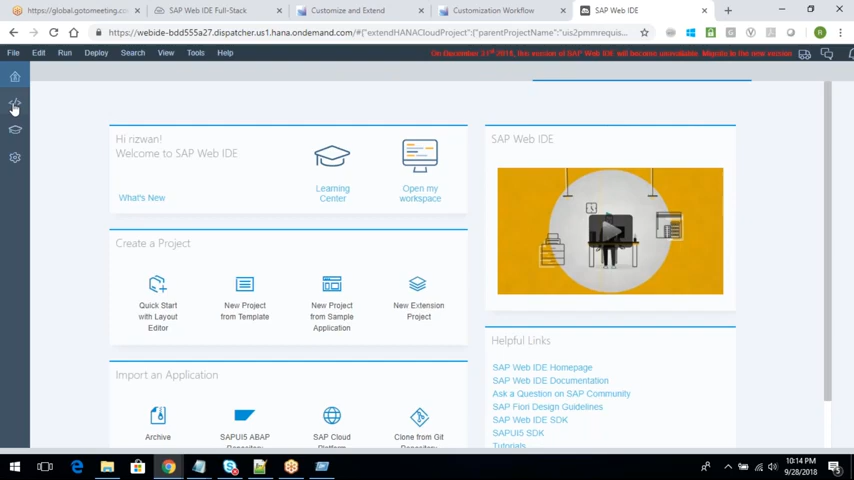 https://global.gotomeeting.co
SAP Web IDE Full-Stack
Customize and Extend
Customization Workflow
SAP Web IDE
https://webide-bdd555a27.dispatcher.us1.hana.ondemand.com/#{"extendHANACloudProject":{"parentProjectName":"uis2pmmrequis...
File Edit Run Deploy Search View Tools Help
On December 31st 2018, this version of SAP Web IDE will become unavailable. Migrate to the new version
Hi rizwan!
Welcome to SAP Web IDE
What's New
Learning
Center
Open my
workspace
SAP Web IDE
Create a Project
Quick Start
with Layout
Editor
New Project
from Template
New Project
from Sample
Application
New Extension
Project
Helpful Links
SAP Web IDE Homepage
SAP Web IDE Documentation
Ask a Question on SAP Community
SAP Fiori Design Guidelines
SAP Web IDE SDK
SAPUI5 SDK
Tutorials
Import an Application
Archive
SAPUI5 ABAP
Repository
SAP Cloud
Platform
Clone from Git
Repository
10:14 PM
9/28/2018